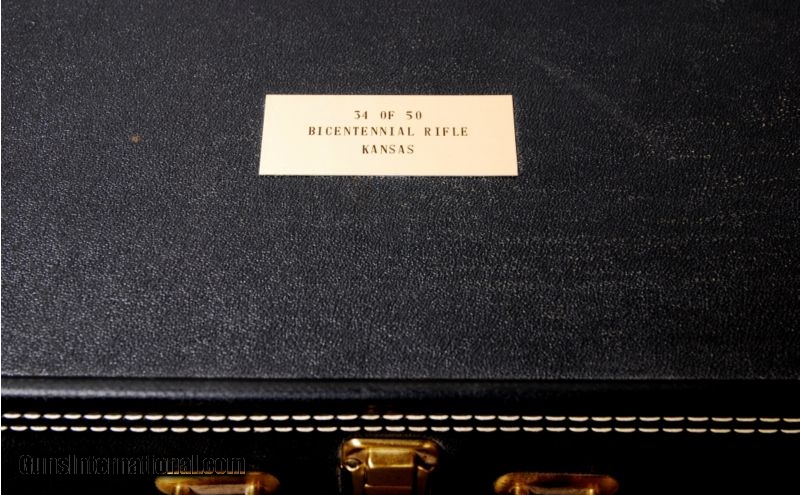 34 OF 50
BICENTENNIAL RIFLE
KANSAS
GunsInternational.com